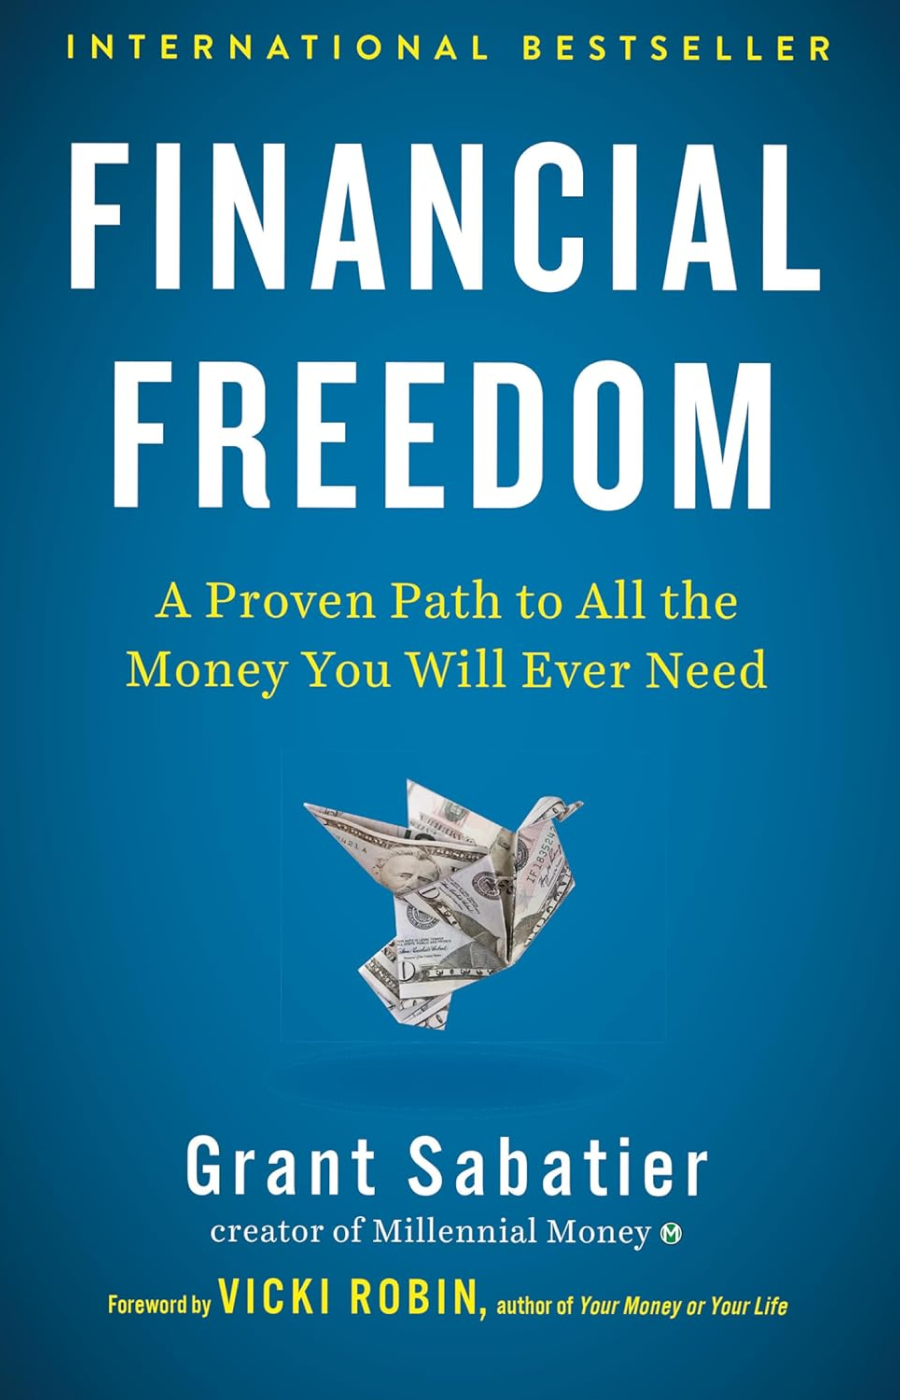 INTERNATIONAL BESTSELLER
FINANCIAL
FREEDOM
A Proven Path to All the
Money You Will Ever Need
IF183524
Grant Sabatier
creator of Millennial Money M
Foreword by VICKI ROBIN, author of Your Money or Your Life